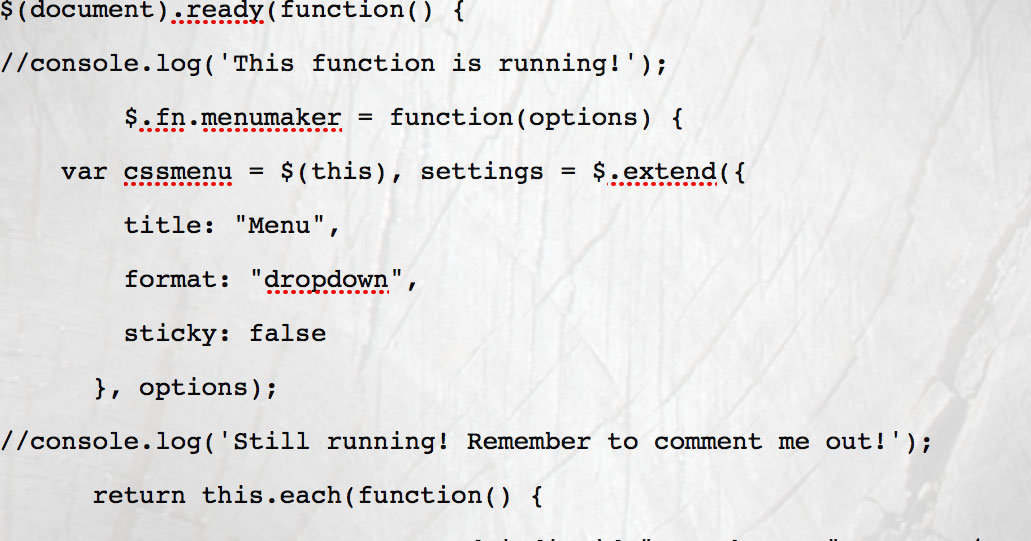 $(document).ready(function() {
//console.log('This function is running!');
$.fn.menumaker = function(options) {
var cssmenu = $(this), settings = $.extend({
title: "Menu",
format: "dropdown",
sticky: false
}, options);
//console.log('Still running! Remember to comment me out!');
return this.each(function() {